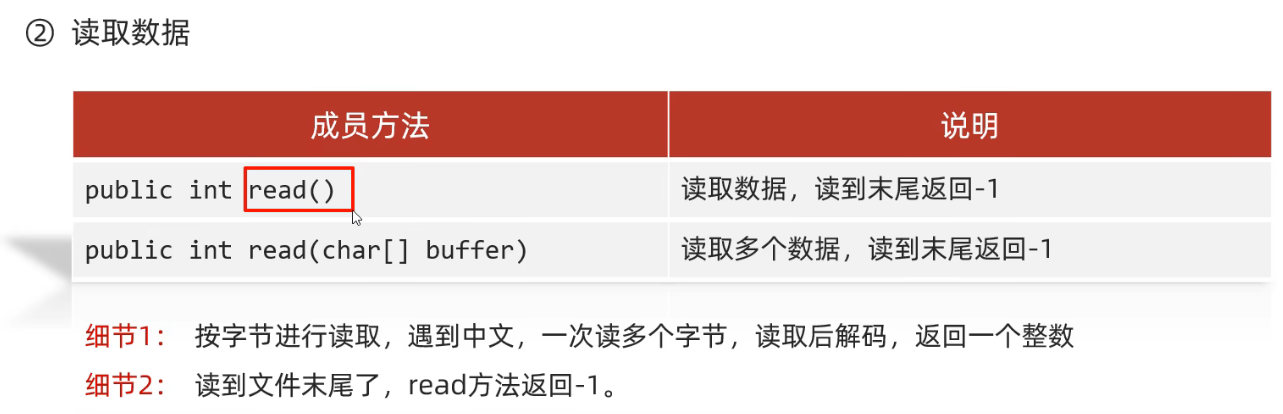 ② 读取数据
成员方法 说明
public int read() 读取数据，读到末尾返回-1
public int read(char[] buffer) 读取多个数据，读到末尾返回-1
细节1： 按字节进行读取，遇到中文，一次读多个字节，读取后解码，返回一个整数
细节2： 读到文件末尾了，read方法返回-1。